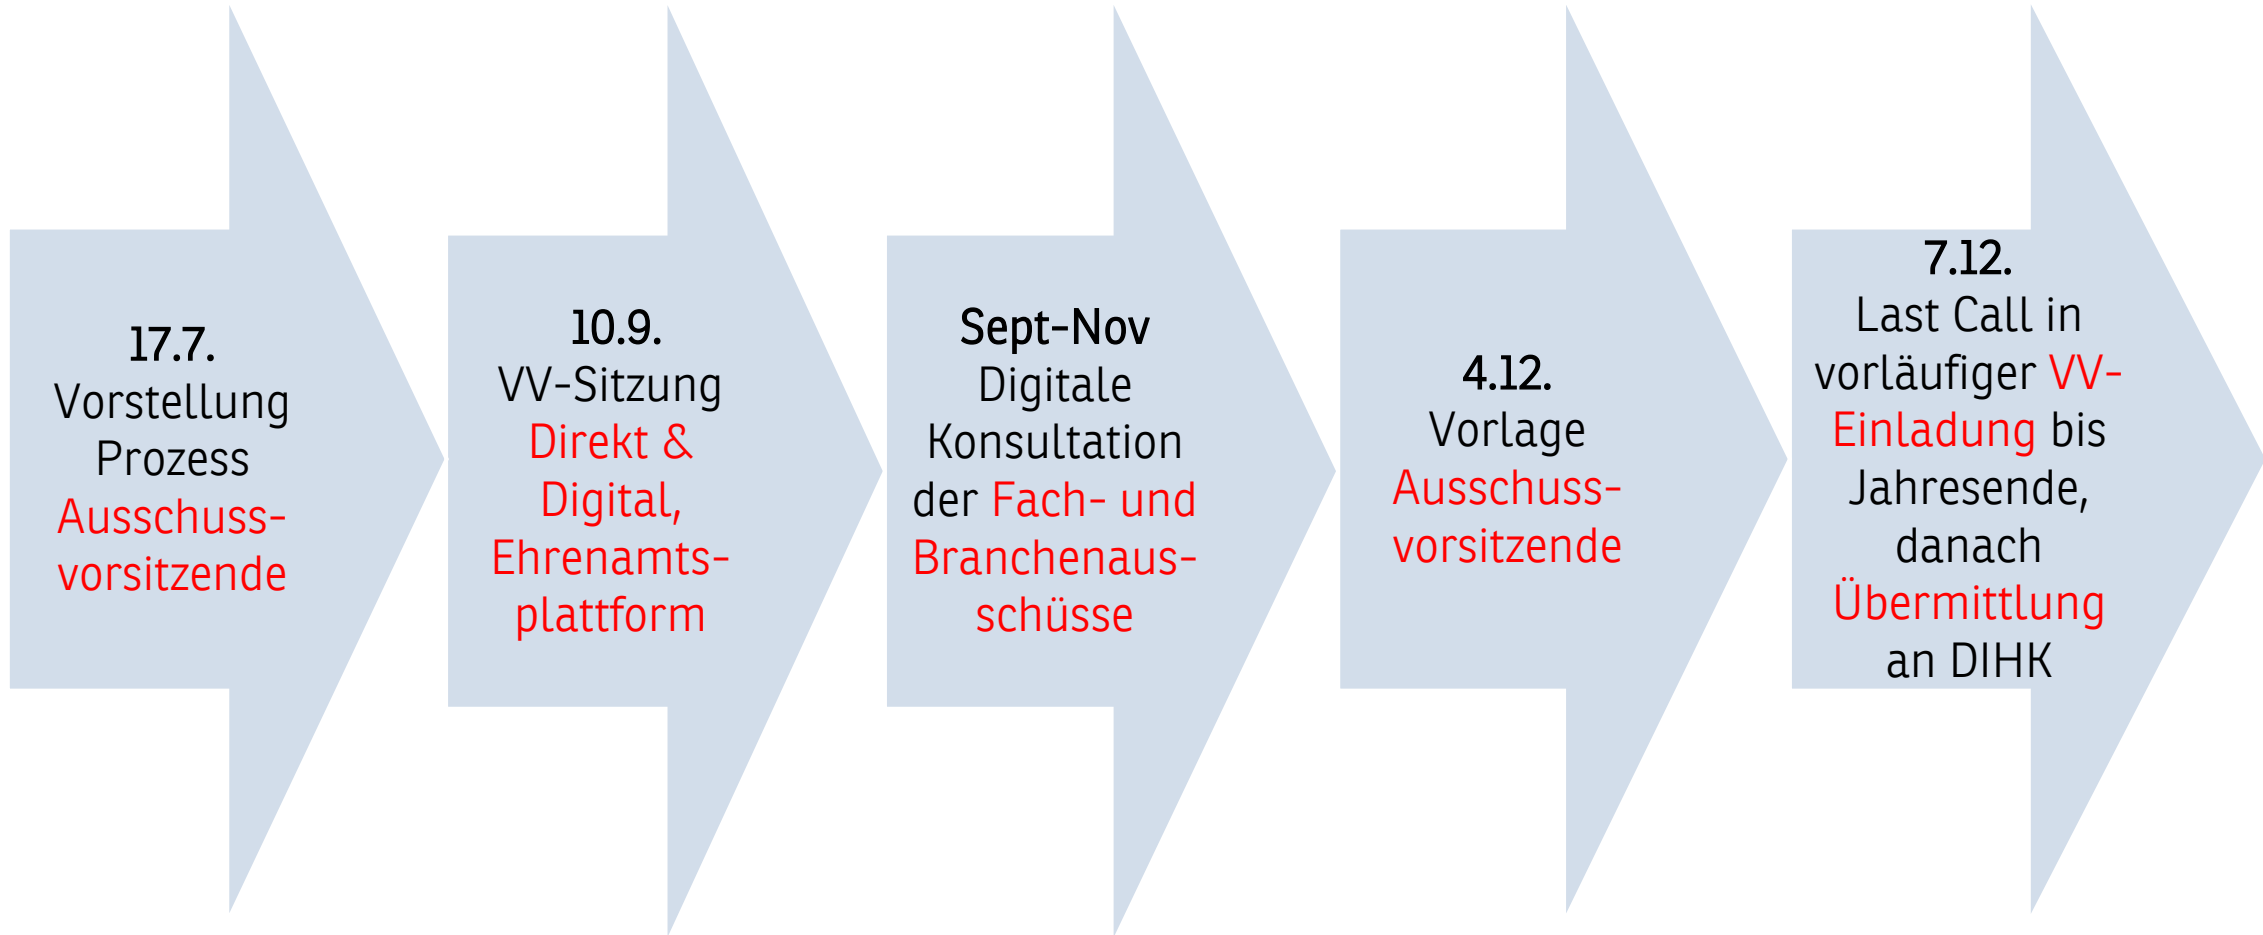 17.7.
Vorstellung
Prozess
Ausschuss-
vorsitzende
10.9.
VV-Sitzung
Direkt &
Digital,
Ehrenamts-
plattform
Sept-Nov
Digitale
Konsultation
der Fach- und
Branchenaus-
schüsse
4.12.
Vorlage
Ausschuss-
vorsitzende
7.12.
Last Call in
vorläufiger VV-
Einladung bis
Jahresende,
danach
Übermittlung
an DIHK